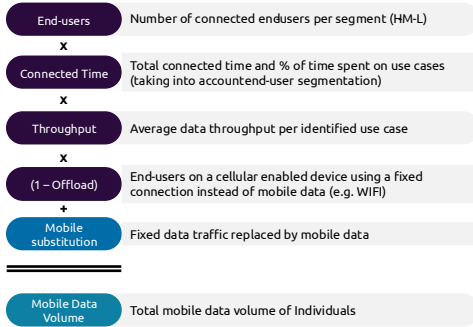 End-users
Number of connected endusers per segment (HM-L)
x
Connected Time
Total connected time and % of time spent on use cases
(taking into accountend-user segmentation)
x
Throughput
Average data throughput per identified use case
x
(1 – Offload)
End-users on a cellular enabled device using a fixed
connection instead of mobile data (e.g. WIFI)
+
Mobile
substitution
Fixed data traffic replaced by mobile data
Mobile Data
Volume
Total mobile data volume of Individuals